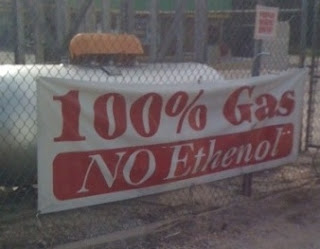 100% Gas
NO Ethenol